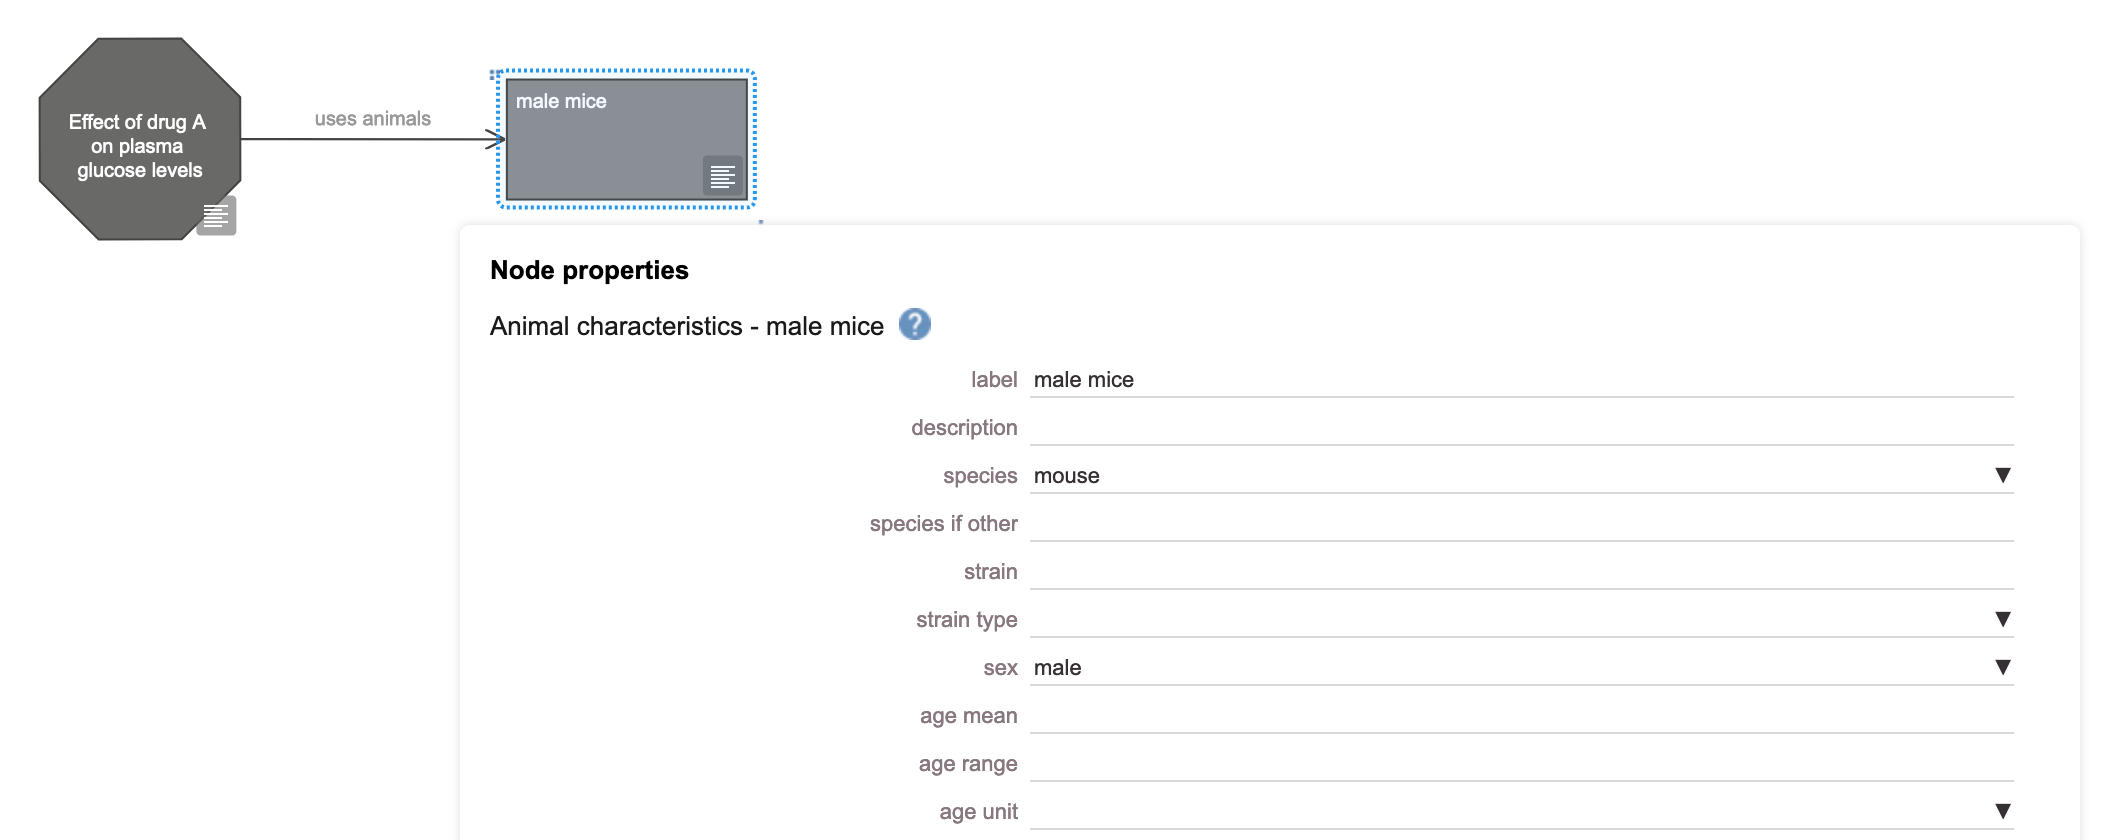 Effect of drug A
on plasma
glucose levels
uses animals
male mice
Node properties
Animal characteristics - male mice ?
label male mice
description
species mouse
species if other
strain
strain type
sex male
age mean
age range
age unit